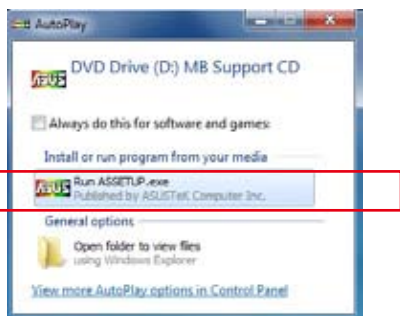 AutoPlay
DVD Drive (D:) MB Support CD
Always do this for software and games:
Install or run program from your media
Run ASSETUP.exe
Published by ASUSTeK Computer Inc.
General options
Open folder to view files
using Windows Explorer
View more AutoPlay options in Control Panel